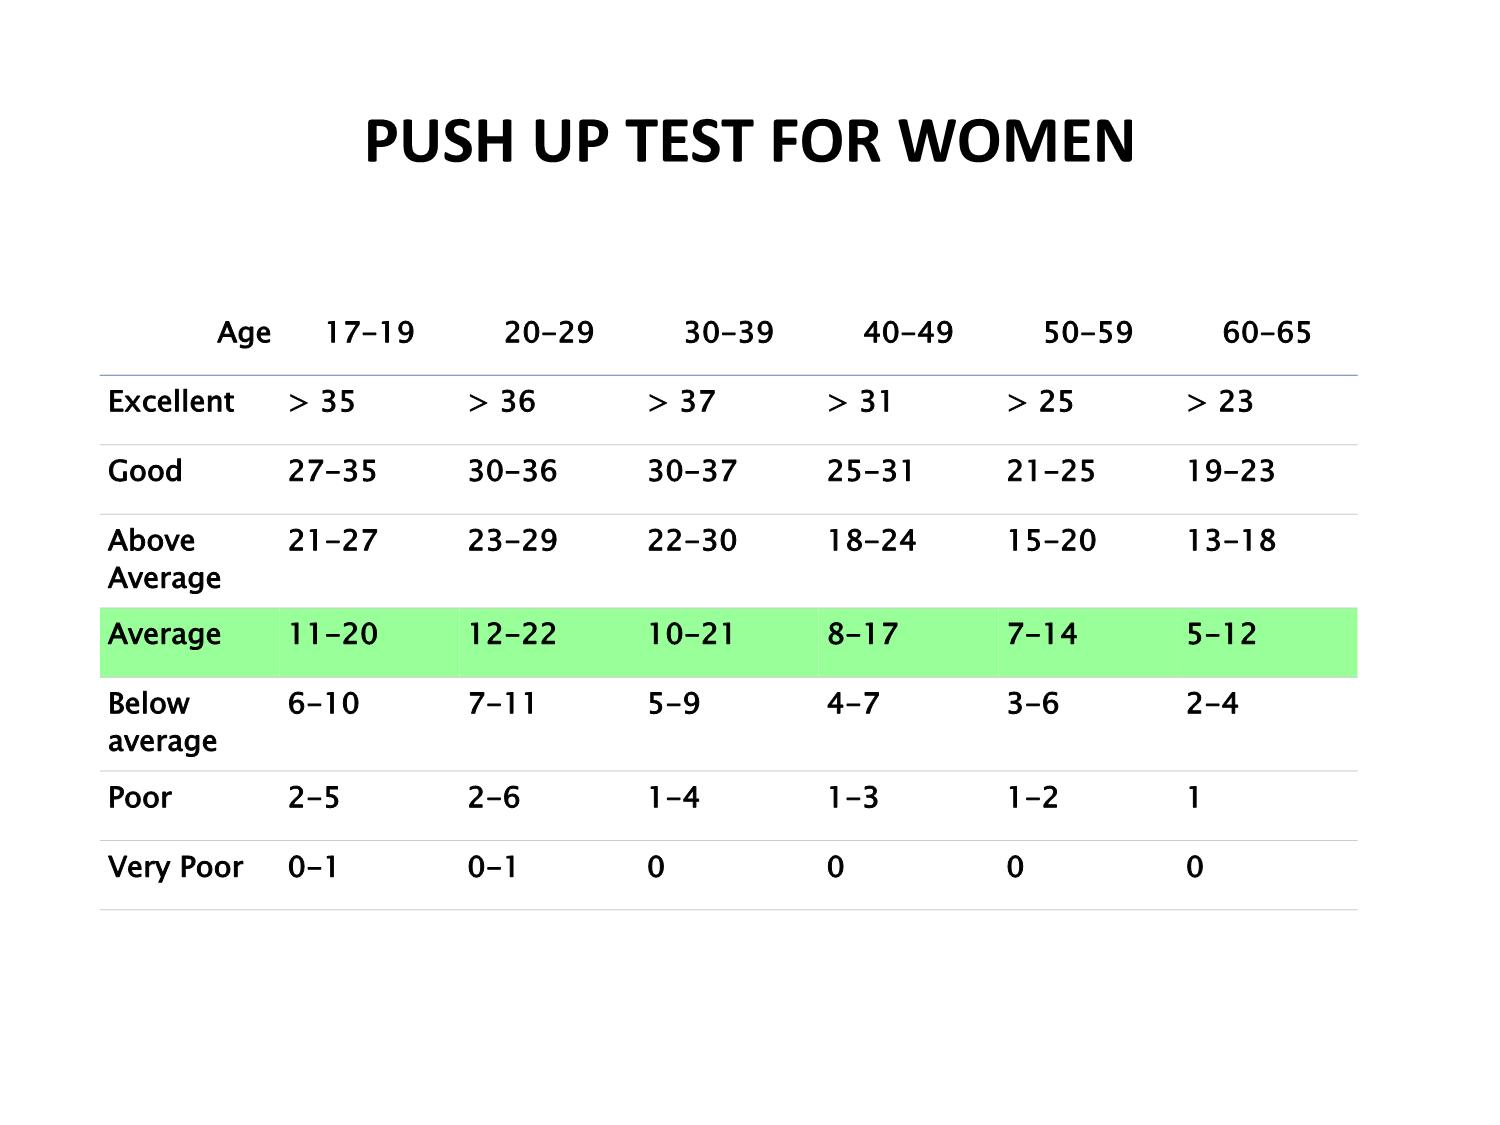 PUSH UP TEST FOR WOMEN
Age 17-19 20-29 30-39 40-49 50-59 60-65
Excellent > 35 > 36 > 37 > 31 > 25 > 23
Good 27-35 30-36 30-37 25-31 21-25 19-23
Above 21-27 23-29 22-30 18-24 15-20 13-18
Average
Average 11-20 12-22 10-21 8-17 7-14 5-12
Below 6-10 7-11 5-9 4-7 3-6 2-4
average
Poor 2-5 2-6 1-4 1-3 1-2 1
Very Poor 0-1 0-1 0 0 0 0